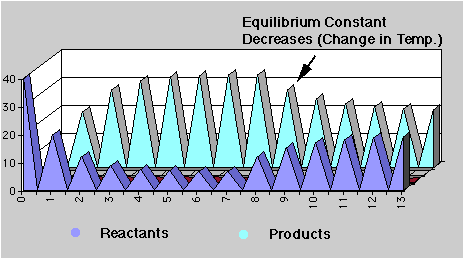 Equilibrium Constant
Decreases (Change in Temp.)
40
30
20
10
0
0 1 2 3 4 5 6 7 8 9 10 11 12 13
Reactants Products